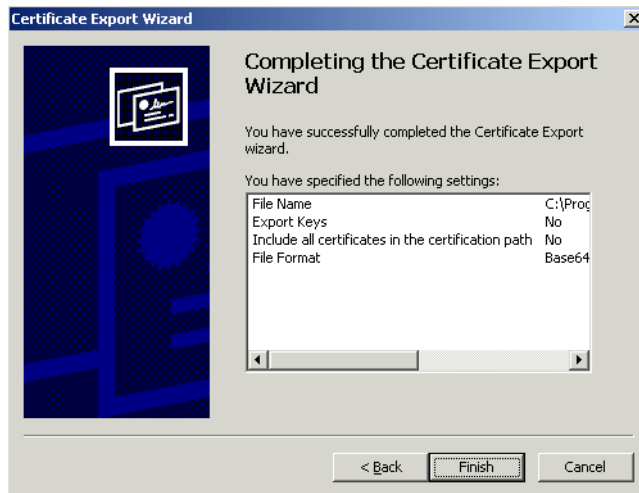 Certificate Export Wizard
Completing the Certificate Export
Wizard
You have successfully completed the Certificate Export
wizard.
You have specified the following settings:
File Name C:\Prog
Export Keys No
Include all certificates in the certification path No
File Format Base64
< Back Finish Cancel